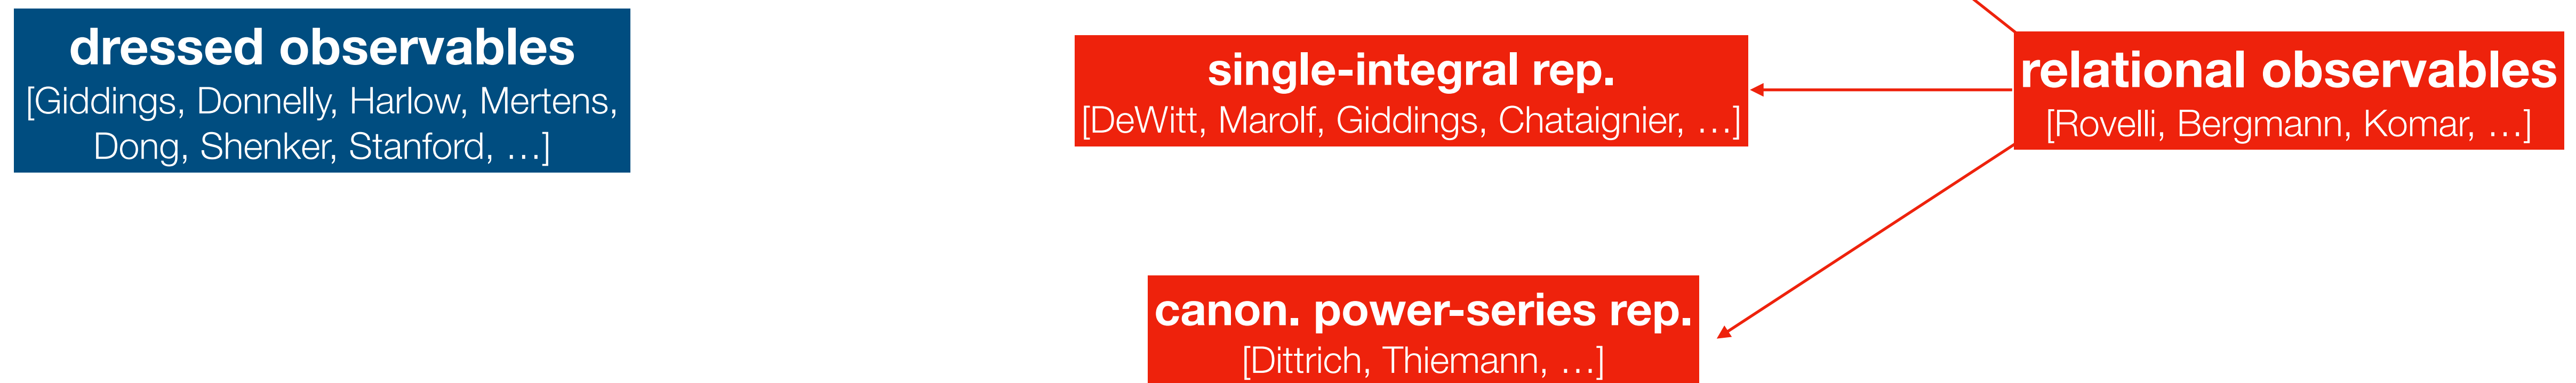 dressed observables
[Giddings, Donnelly, Harlow, Mertens,
Dong, Shenker, Stanford, …]
single-integral rep.
[DeWitt, Marolf, Giddings, Chataignier, …]
relational observables
[Rovelli, Bergmann, Komar, …]
canon. power-series rep.
[Dittrich, Thiemann, …]